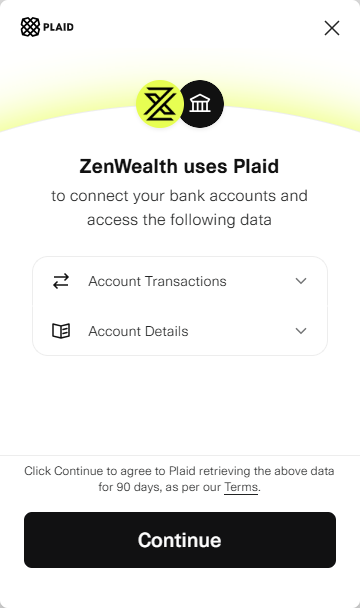 PLAID
ZenWealth uses Plaid
to connect your bank accounts and
access the following data
Account Transactions
Account Details
Click Continue to agree to Plaid retrieving the above data
for 90 days, as per our Terms.
Continue